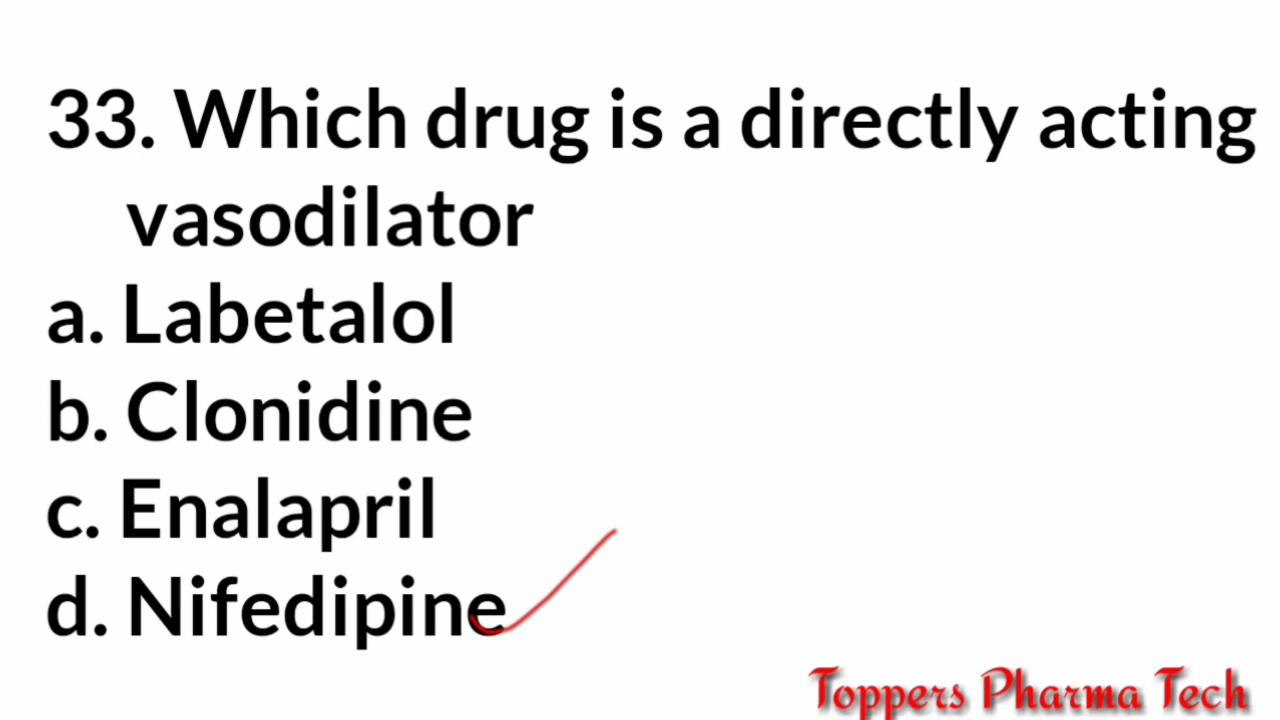 33. Which drug is a directly acting
vasodilator
a. Labetalol
b. Clonidine
c. Enalapril
d. Nifedipine
Toppers Pharma Tech